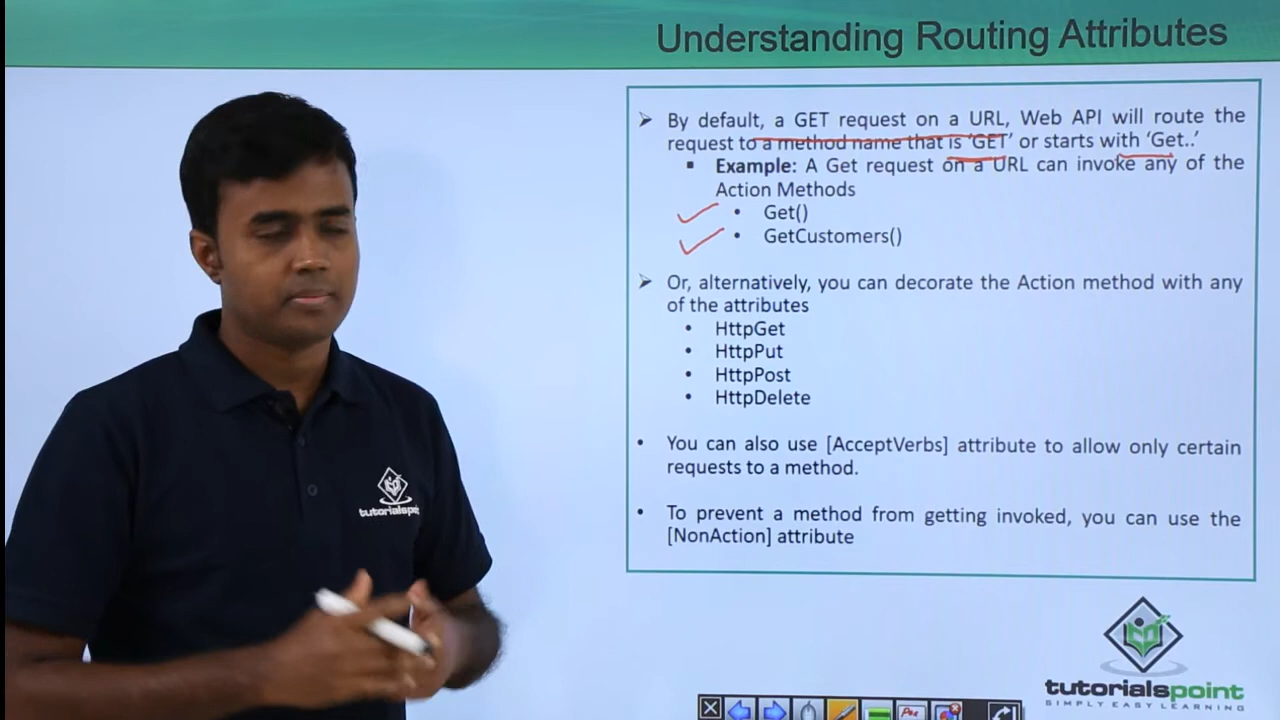 Understanding Routing Attributes
➢ By default, a GET request on a URL, Web API will route the
request to a method name that is 'GET' or starts with 'Get..'
▪ Example: A Get request on a URL can invoke any of the
Action Methods
• Get()
• GetCustomers()
➢ Or, alternatively, you can decorate the Action method with any
of the attributes
• HttpGet
• HttpPut
• HttpPost
• HttpDelete
• You can also use [AcceptVerbs] attribute to allow only certain
requests to a method.
• To prevent a method from getting invoked, you can use the
[NonAction] attribute
tutorialspoint
tutorialspoint
SIMPLY EASY LEARNING